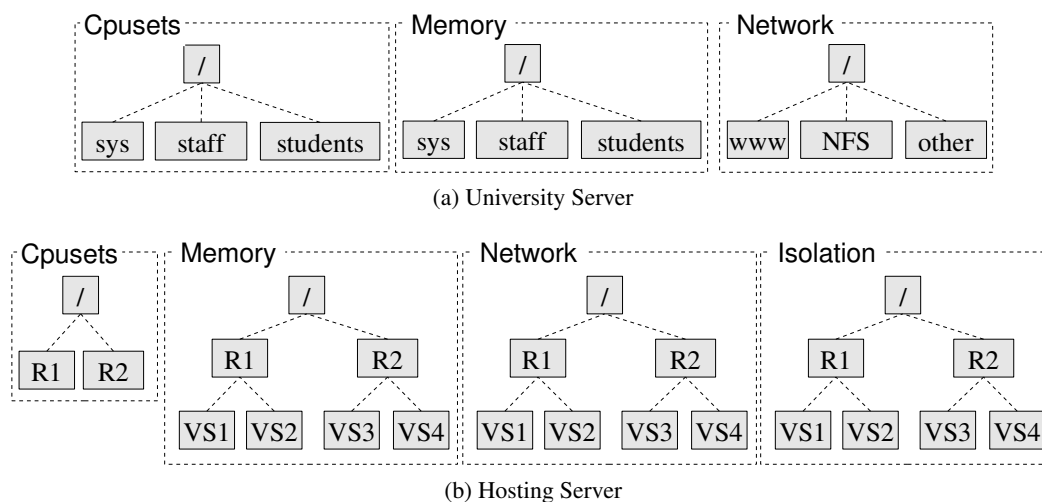 Cpusets Memory Network
/ / /
sys staff students sys staff students www NFS other
(a) University Server
Cpusets Memory Network Isolation
/ / / /
R1 R2 R1 R2 R1 R2
R1 R2
VS1 VS2 VS3 VS4 VS1 VS2 VS3 VS4 VS1 VS2 VS3 VS4
(b) Hosting Server